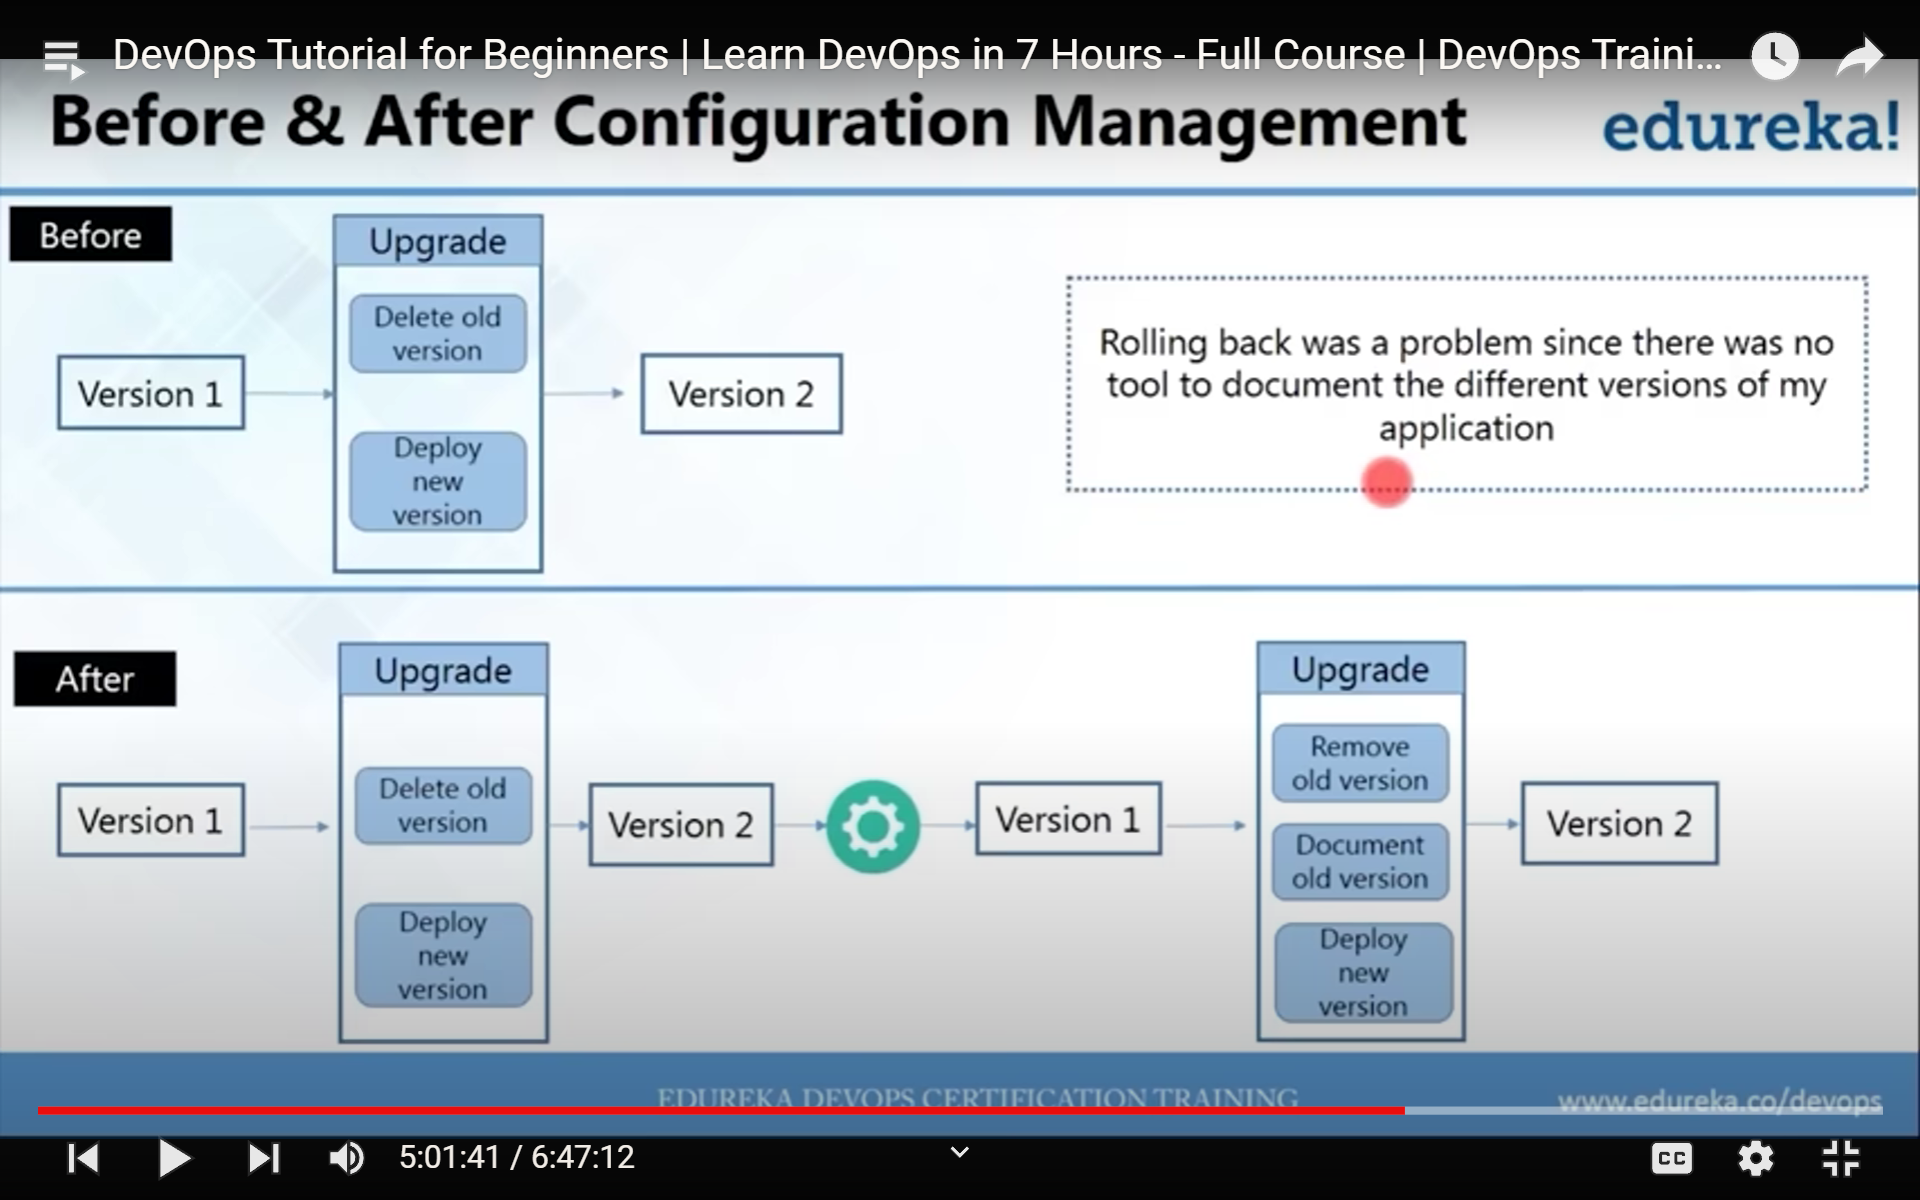 DevOps Tutorial for Beginners | Learn DevOps in 7 Hours - Full Course | DevOps Traini...
Before & After Configuration Management
edureka!
Before
Upgrade
Delete old
version
Version 1
Version 2
Deploy
new
version
Rolling back was a problem since there was no
tool to document the different versions of my
application
After
Upgrade
Delete old
version
Version 1
Version 2
Deploy
new
version
Version 1
Upgrade
Remove
old version
Document
old version
Deploy
new
version
Version 2
EDUREKA DEVOPS CERTIFICATION TRAINING
www.edureka.co/devops
5:01:41 / 6:47:12
CC